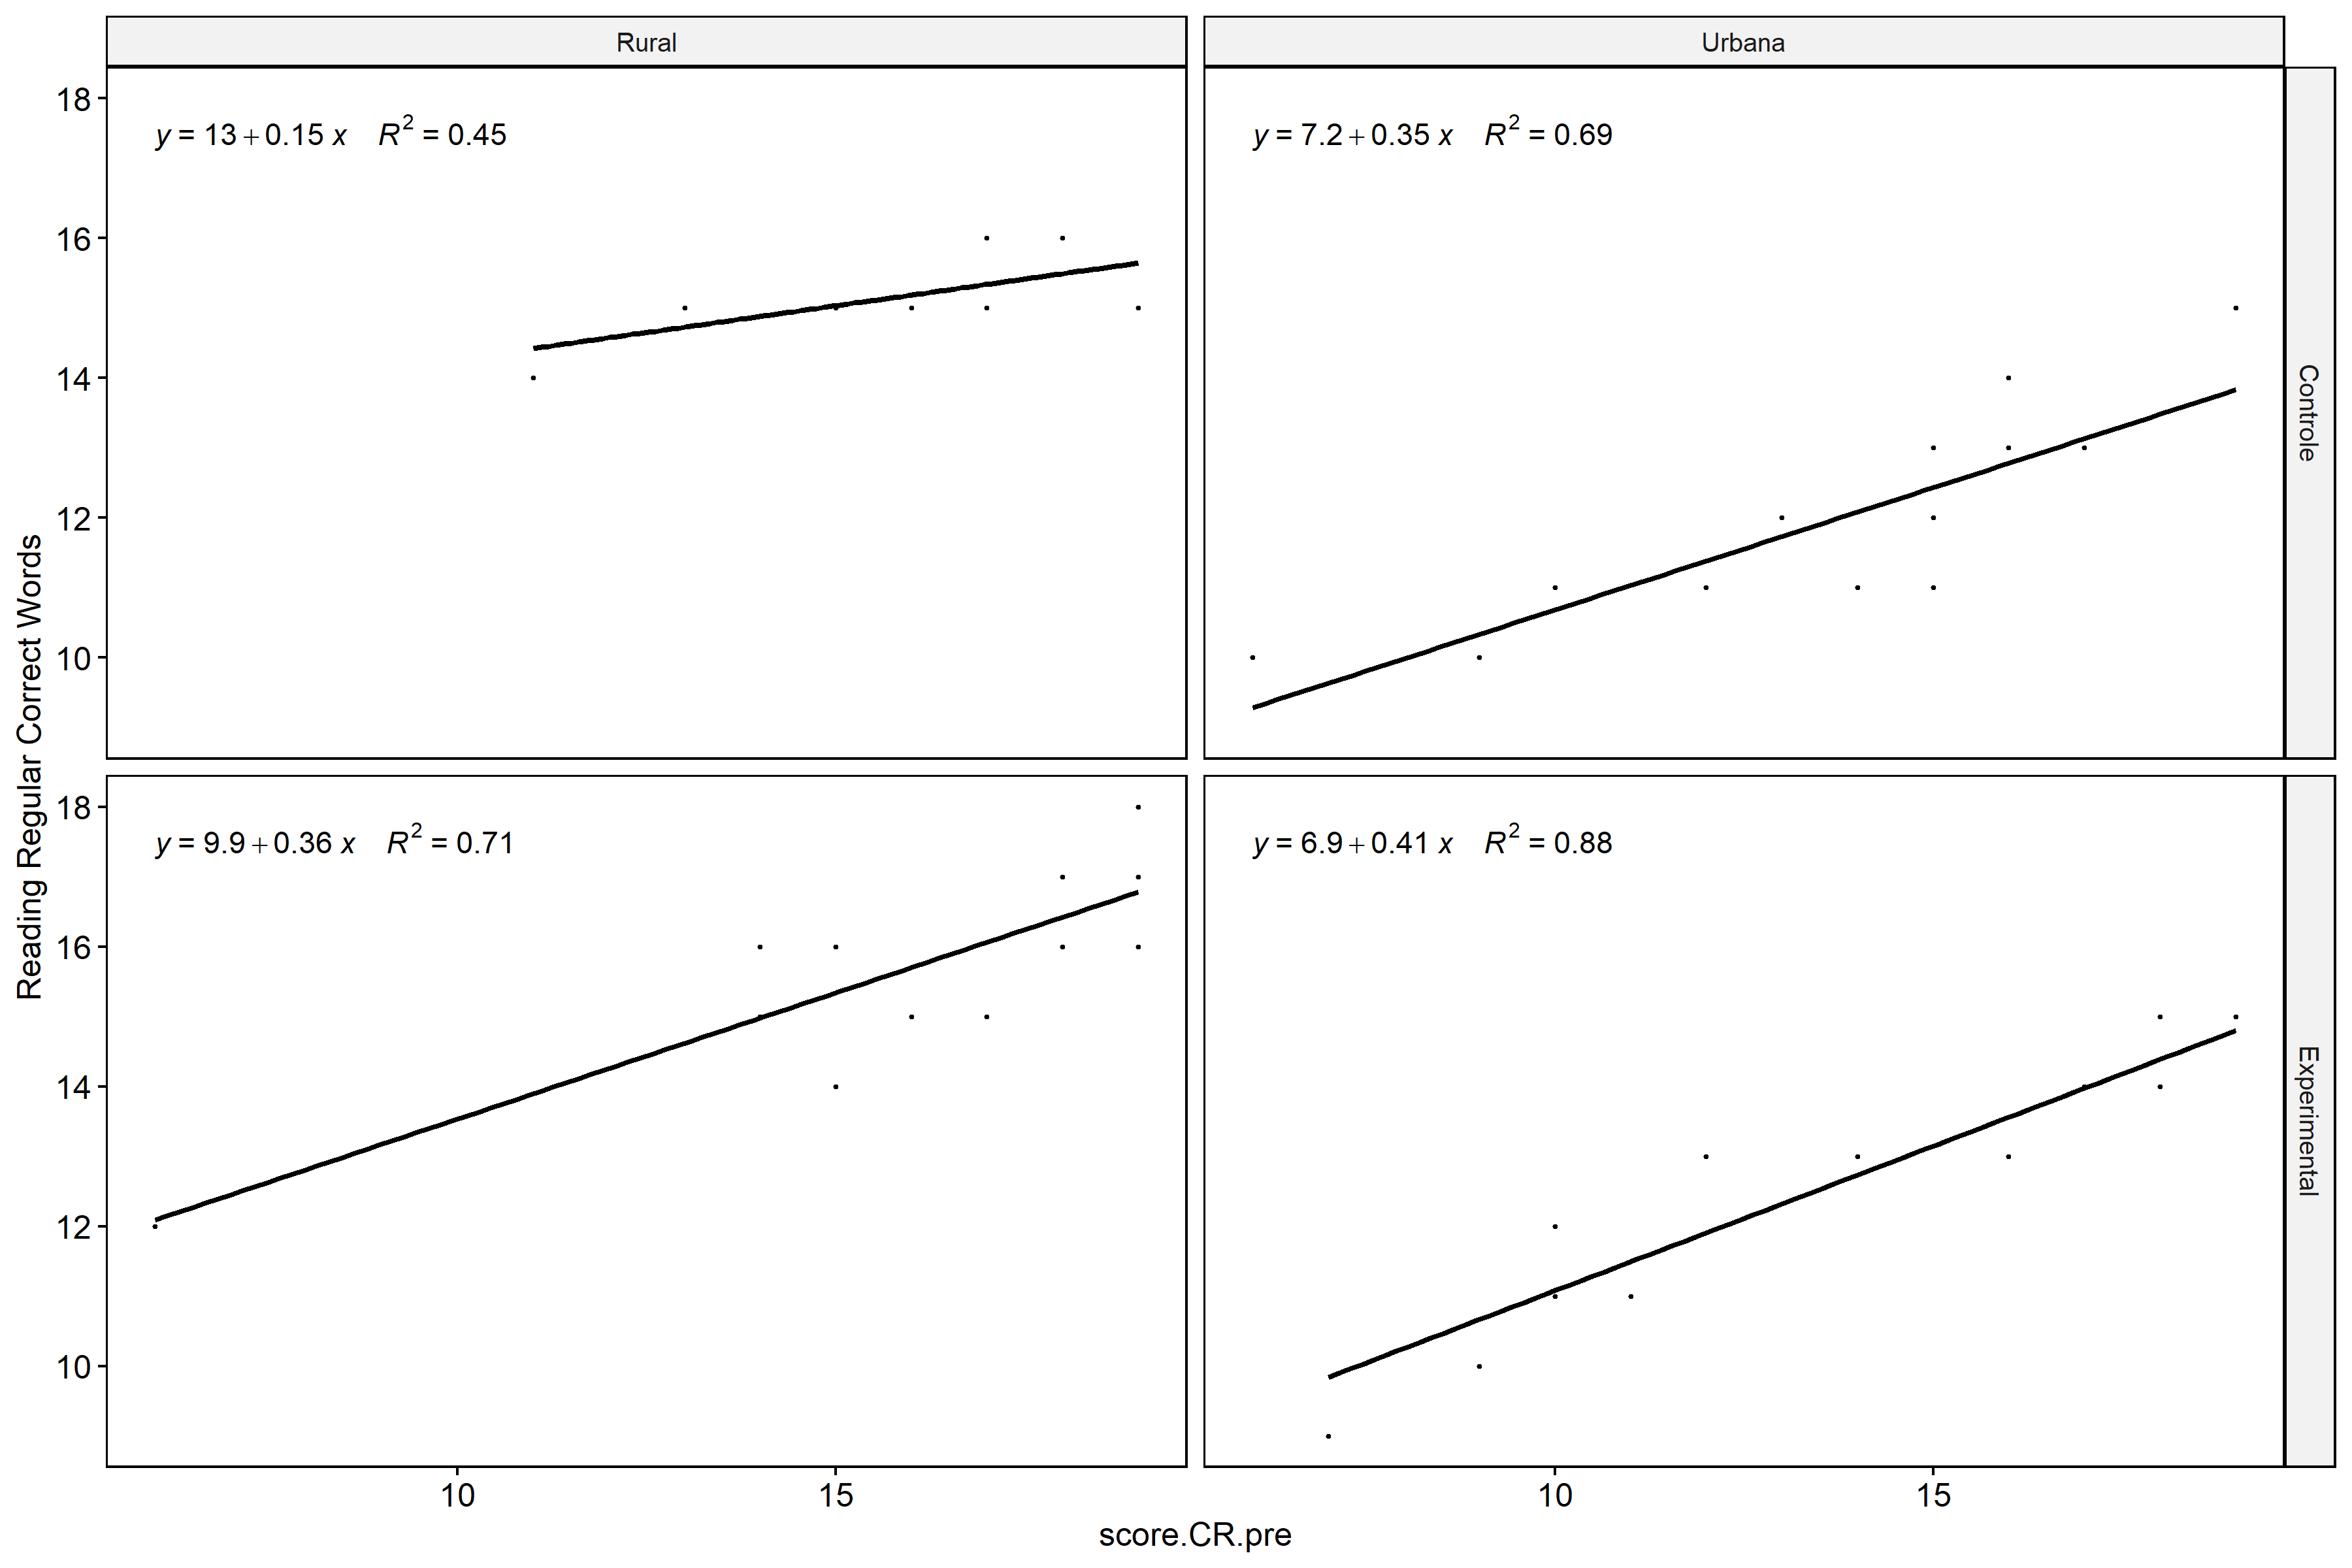 Rural
Urbana
y = 13 + 0.15 x R² = 0.45
y = 7.2 + 0.35 x R² = 0.69
Controle
18
16
14
12
10
y = 9.9 + 0.36 x R² = 0.71
y = 6.9 + 0.41 x R² = 0.88
Experimental
18
16
14
12
10
Reading Regular Correct Words
10 15
10 15
score.CR.pre